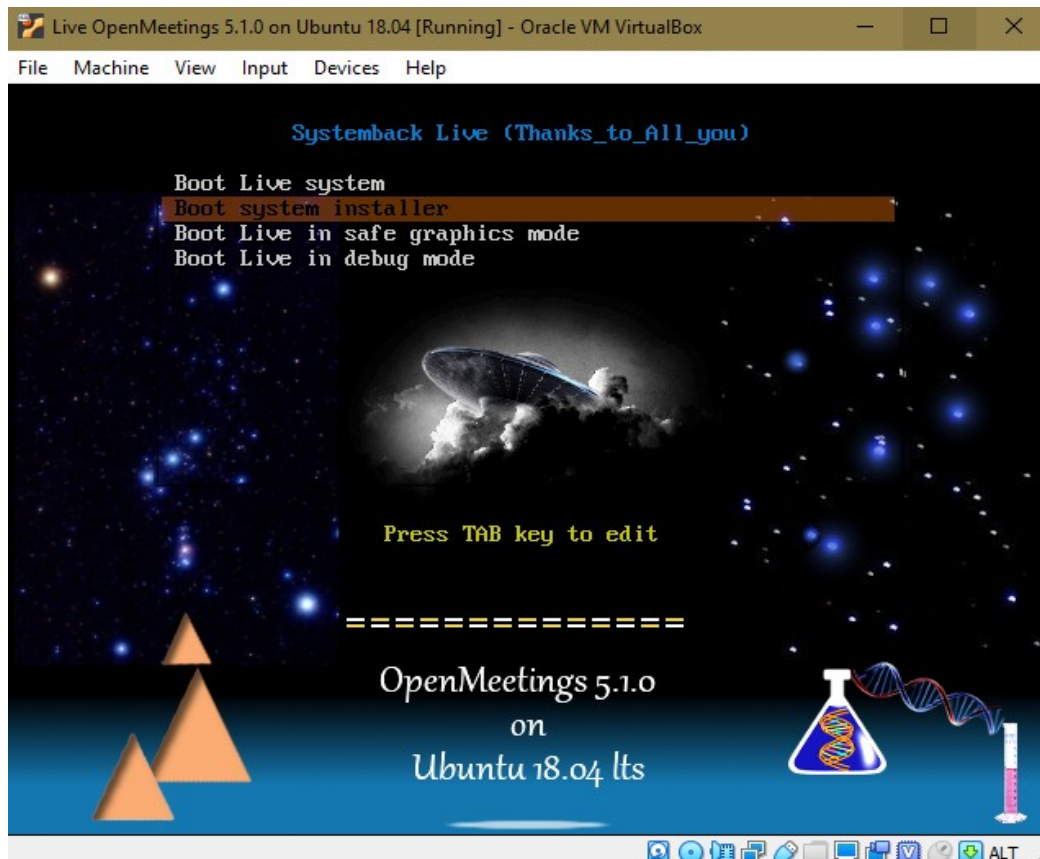 Live OpenMeetings 5.1.0 on Ubuntu 18.04 [Running] - Oracle VM VirtualBox
File Machine View Input Devices Help
Systemback Live (Thanks_to_All_you)
Boot Live system
Boot system installer
Boot Live in safe graphics mode
Boot Live in debug mode
Press TAB key to edit
==============
OpenMeetings 5.1.0
on
Ubuntu 18.04 lts
ALT